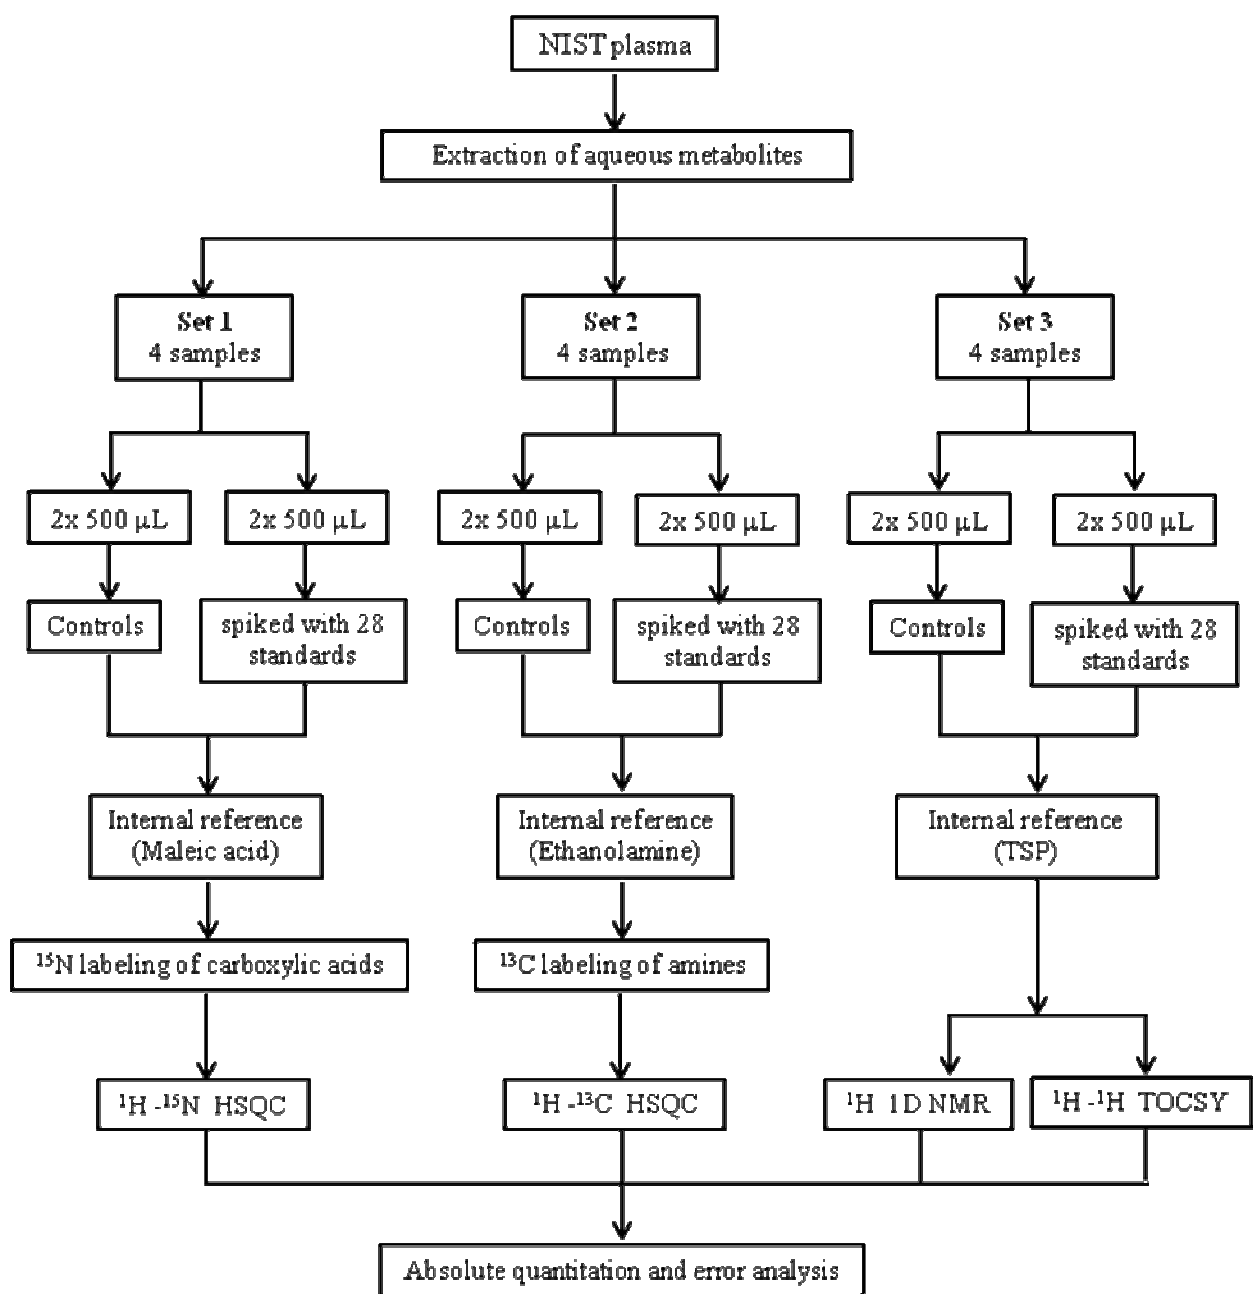 NIST plasma
Extraction of aqueous metabolites
Set 1
4 samples
Set 2
4 samples
Set 3
4 samples
2x 500 µL
2x 500 µL
2x 500 µL
2x 500 µL
2x 500 µL
2x 500 µL
Controls
spiked with 28
standards
Controls
spiked with 28
standards
Controls
spiked with 28
standards
Internal reference
(Maleic acid)
Internal reference
(Ethanolamine)
Internal reference
(TSP)
¹⁵N labeling of carboxylic acids
¹³C labeling of amines
¹H -¹⁵N HSQC
¹H -¹³C HSQC
¹H 1D NMR
¹H -¹H TOCSY
Absolute quantitation and error analysis